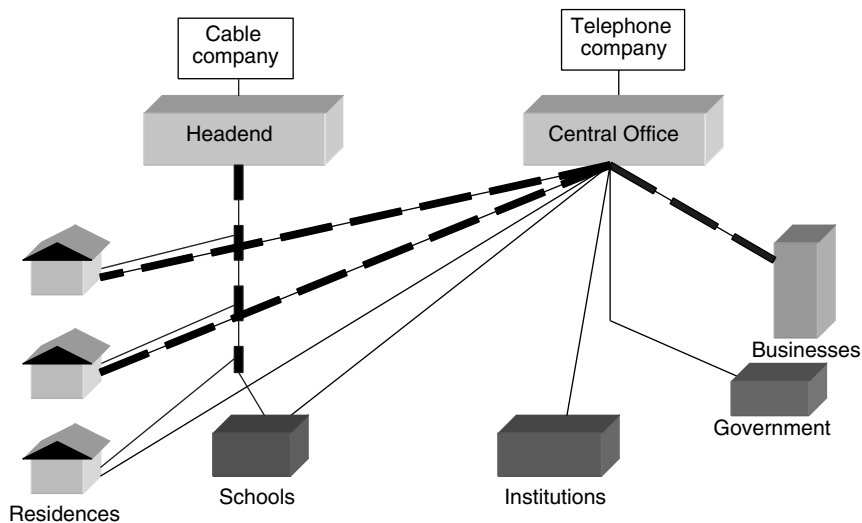 Cable
company
Telephone
company
Headend
Central Office
Businesses
Government
Schools
Institutions
Residences